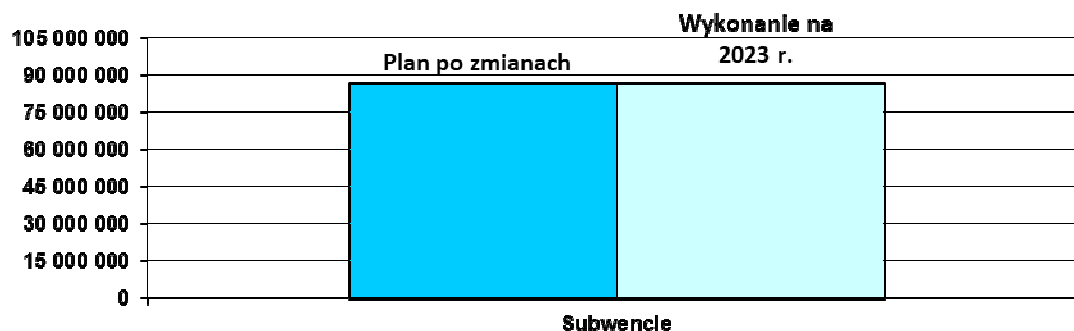 Wykonanie na
2023 r.
Plan po zmianach
105 000 000
90 000 000
75 000 000
60 000 000
45 000 000
30 000 000
15 000 000
0
Subwencje